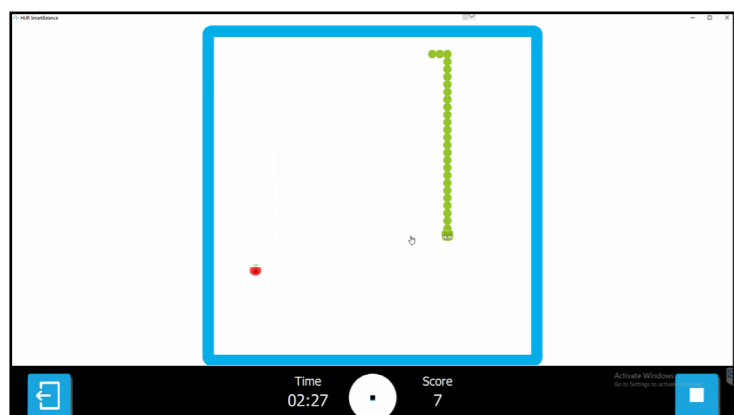 HUR SmartBalance
Time
02:27
Score
7
Activate Windows
Go to Settings to activate Windows.